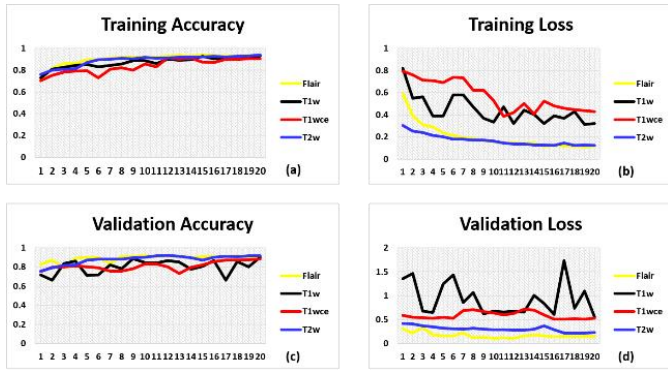 Training Accuracy
1
0.8
0.6
0.4
0.2
0
1 2 3 4 5 6 7 8 9 10 11 12 13 14 15 16 17 18 19 20
Flair
T1w
T1wce
T2w
(a)
Training Loss
1
0.8
0.6
0.4
0.2
0
1 2 3 4 5 6 7 8 9 10 11 12 13 14 15 16 17 18 19 20
Flair
T1w
T1wce
T2w
(b)
Validation Accuracy
1
0.8
0.6
0.4
0.2
0
1 2 3 4 5 6 7 8 9 10 11 12 13 14 15 16 17 18 19 20
Flair
T1w
T1wce
T2w
(c)
Validation Loss
2
1.5
1
0.5
0
1 2 3 4 5 6 7 8 9 10 11 12 13 14 15 16 17 18 19 20
Flair
T1w
T1wce
T2w
(d)